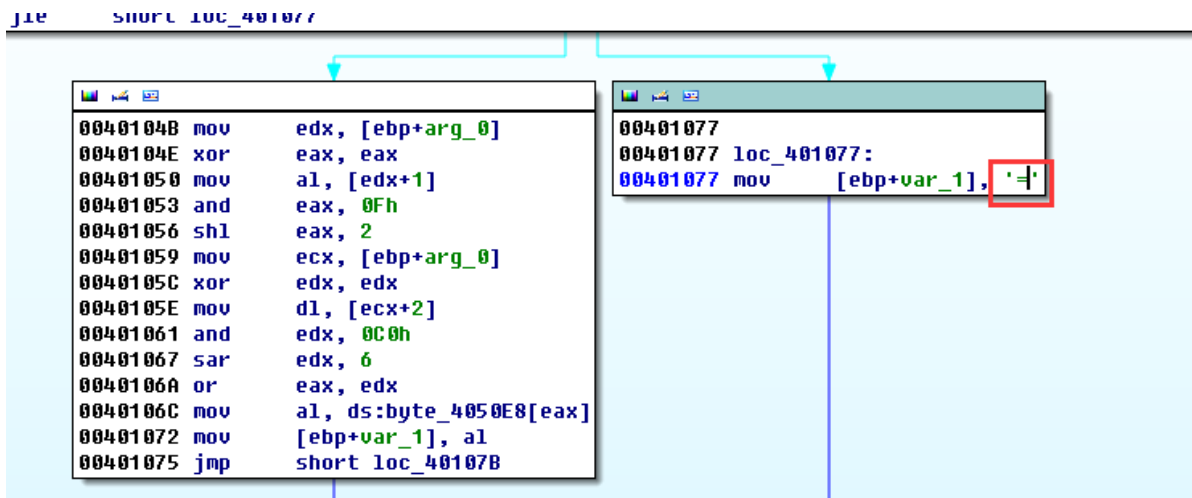 jle     short loc_401077
0040104B mov     edx, [ebp+arg_0]
0040104E xor     eax, eax
00401050 mov     al, [edx+1]
00401053 and     eax, 0Fh
00401056 shl     eax, 2
00401059 mov     ecx, [ebp+arg_0]
0040105C xor     edx, edx
0040105E mov     dl, [ecx+2]
00401061 and     edx, 0C0h
00401067 sar     edx, 6
0040106A or      eax, edx
0040106C mov     al, ds:byte_4050E8[eax]
00401072 mov     [ebp+var_1], al
00401075 jmp     short loc_40107B
00401077
00401077 loc_401077:
00401077 mov     [ebp+var_1], '='